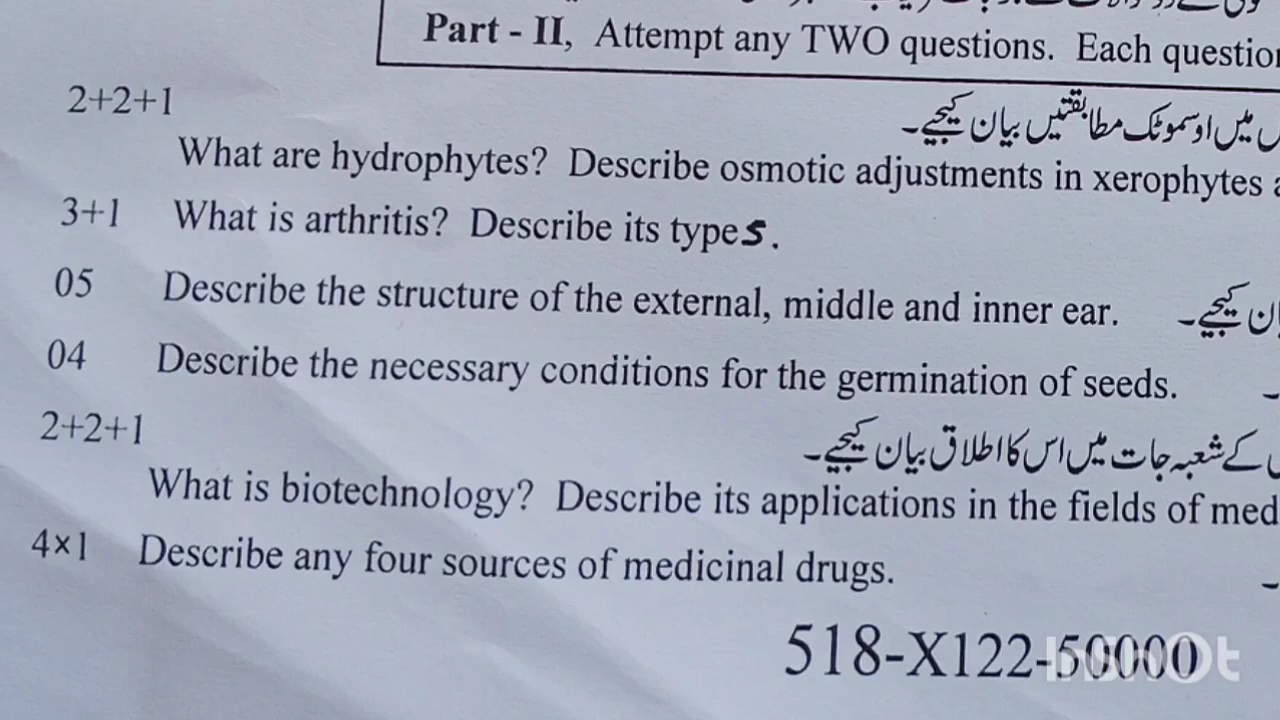 Part - II, Attempt any TWO questions. Each
2+2+1
میں اوسموٹک مطابقتیں بیان کیجیے۔
What are hydrophytes? Describe osmotic adjustments in xerophytes
3+1 What is arthritis? Describe its types.
05 Describe the structure of the external, middle and inner ear.
کیجیے۔
04 Describe the necessary conditions for the germination of seeds.
2+2+1
کے شعبہ جات میں اس کا اطلاق بیان کیجیے۔
What is biotechnology? Describe its applications in the fields of
4×1 Describe any four sources of medicinal drugs.
518-X122-50000
InShot